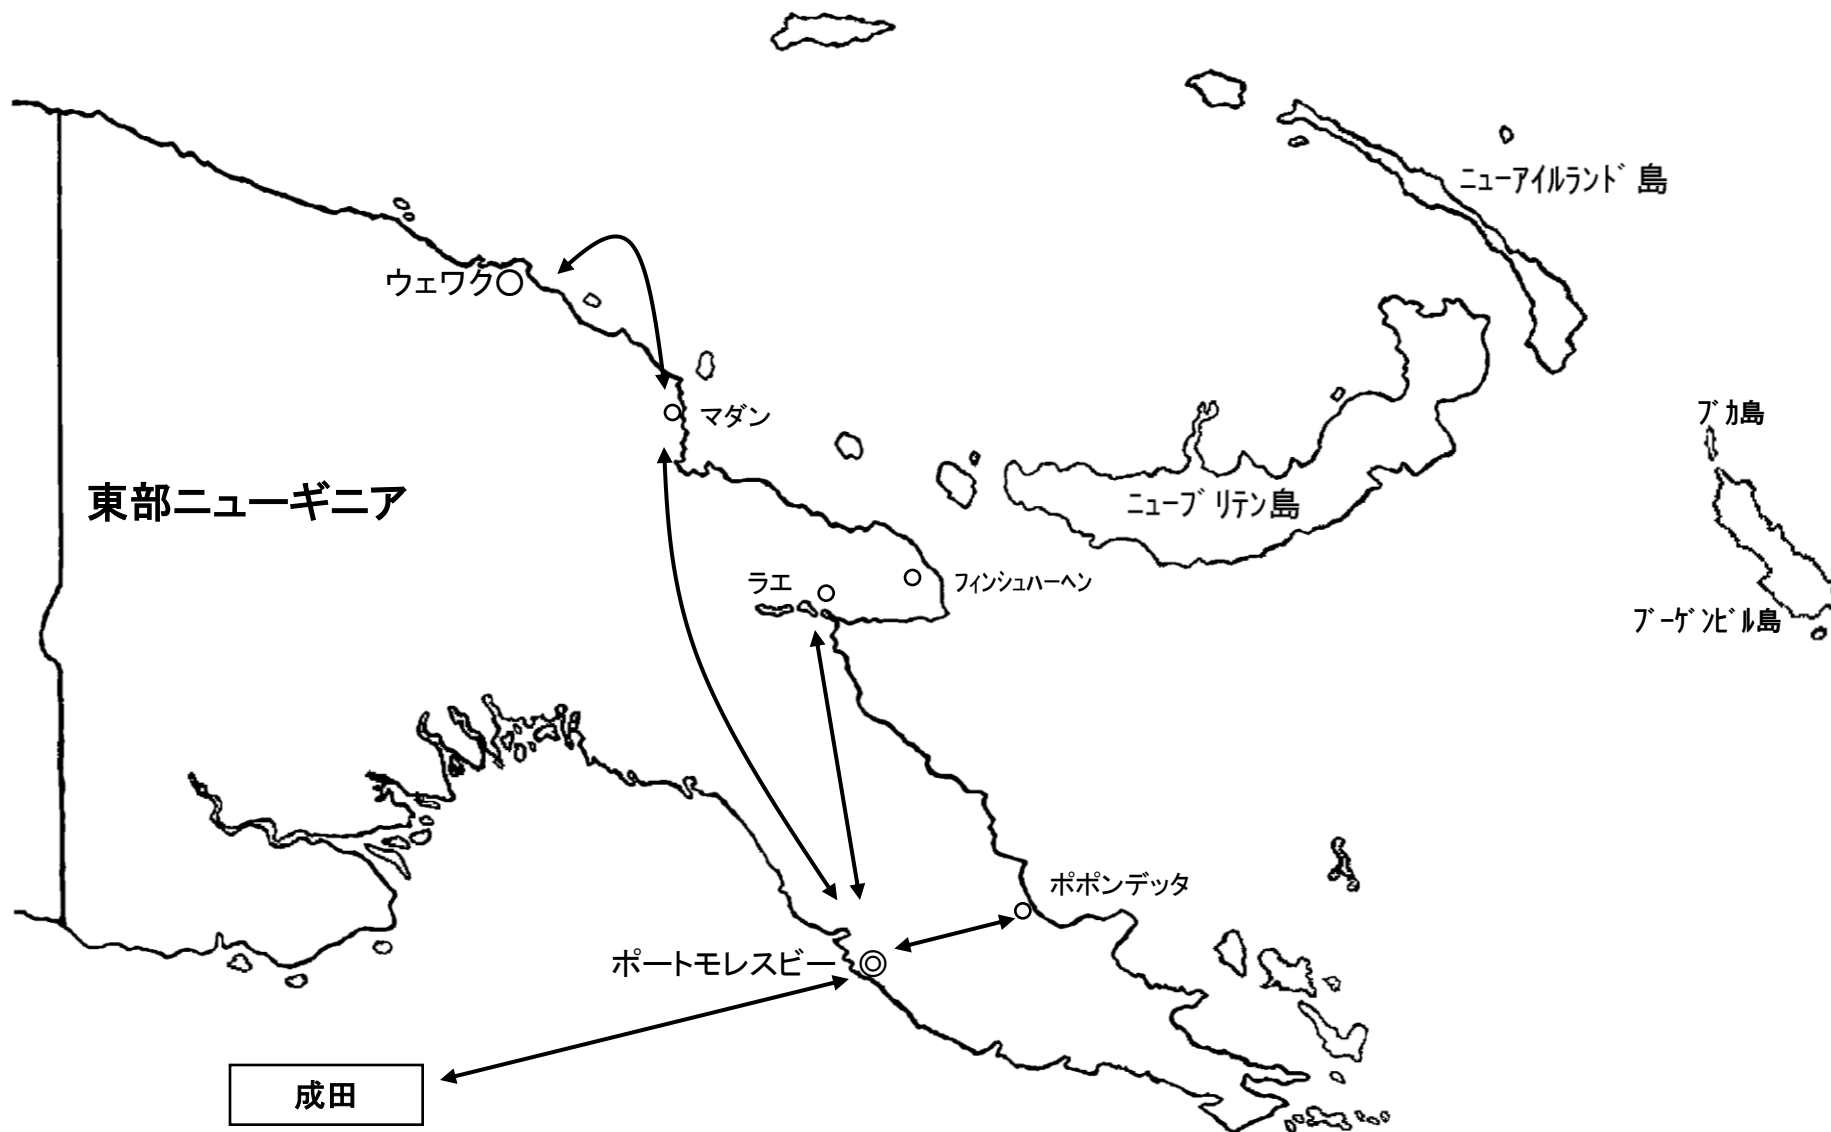 ニューアイルランド島
ウェワク
マダン
ブカ島
東部ニューギニア
ニューブリテン島
ラエ
フィンシュハーヘン
ブーゲンビル島
ポポンデッタ
ポートモレスビー
成田